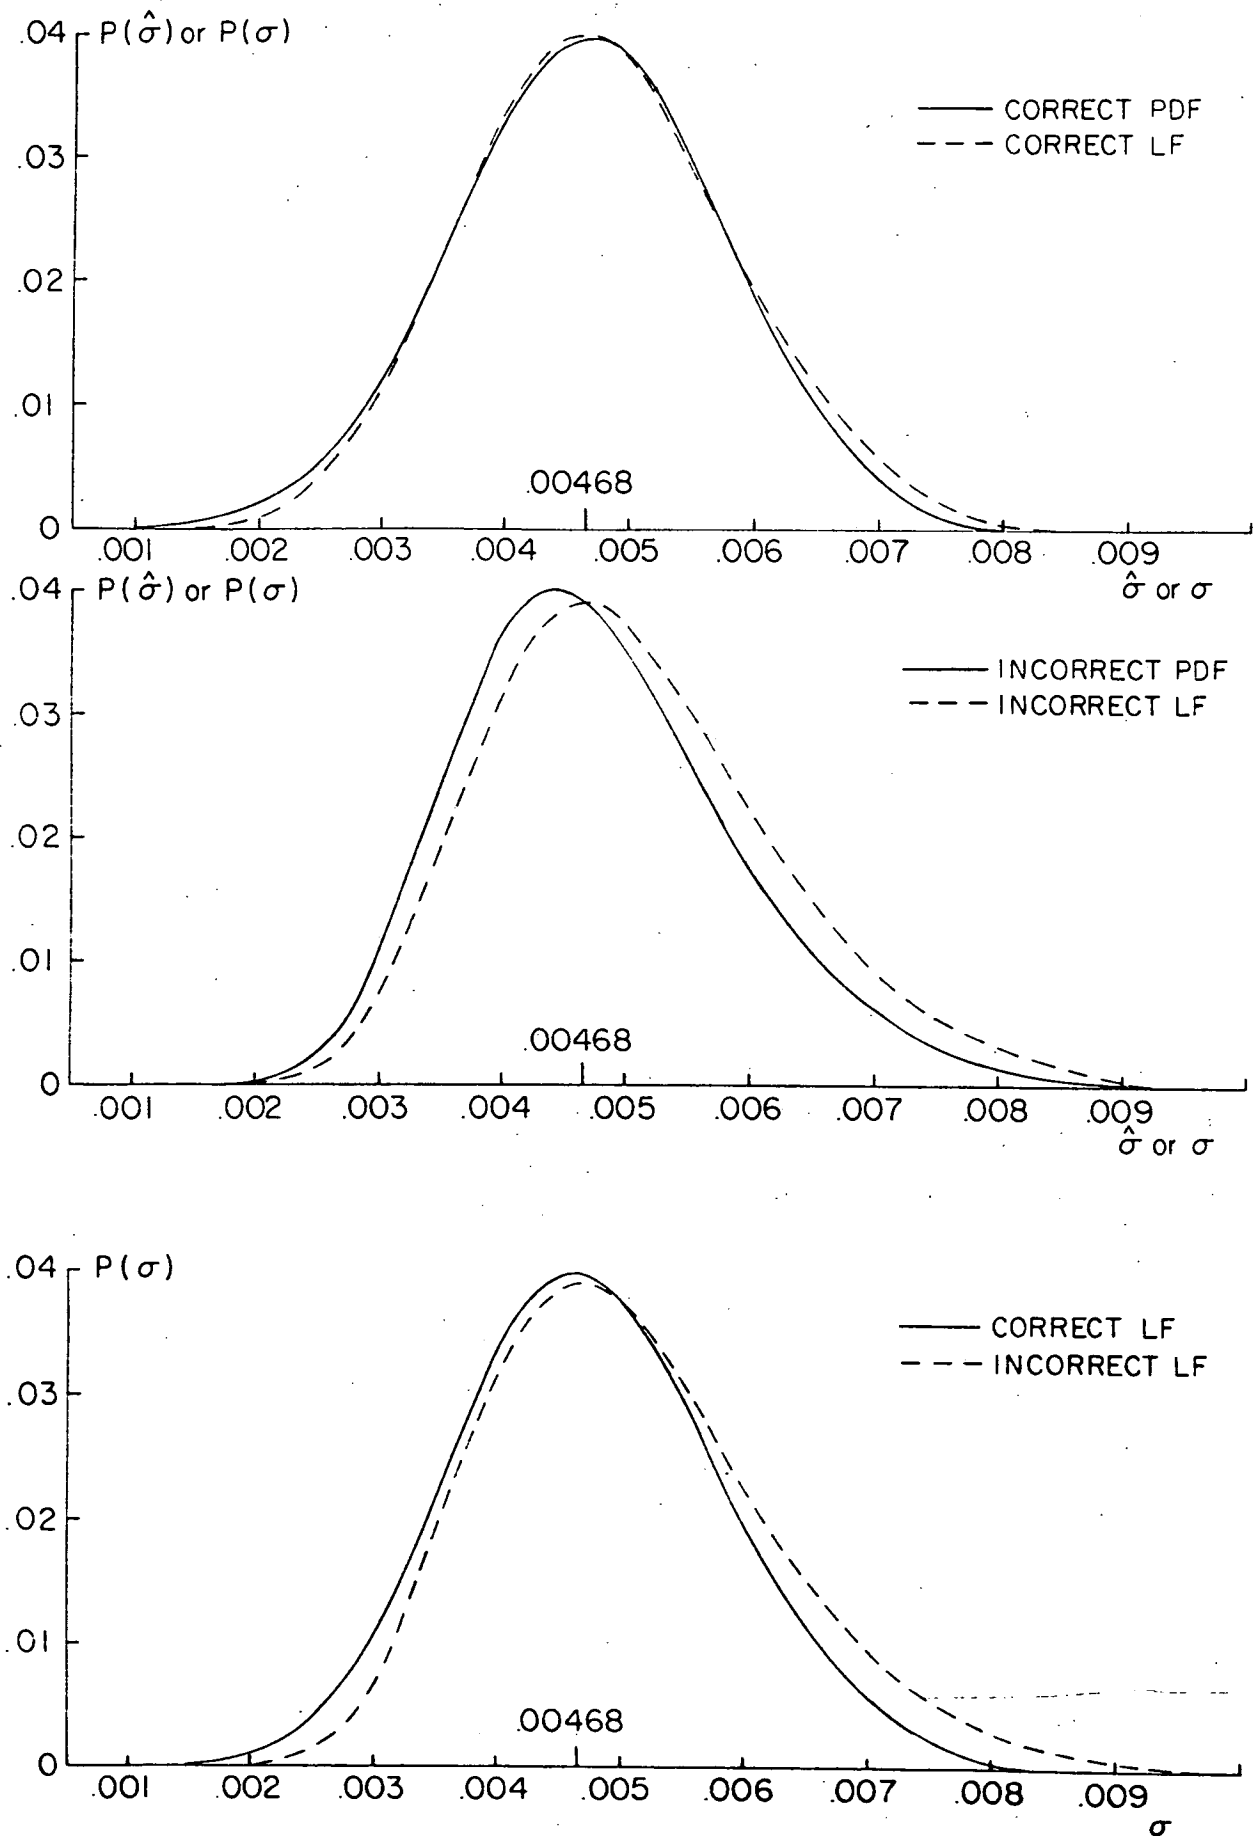 .04 P(σ̂) or P(σ)
CORRECT PDF
CORRECT LF
.03
.02
.01
.00468
0
.001 .002 .003 .004 .005 .006 .007 .008 .009
σ̂ or σ
.04 P(σ̂) or P(σ)
INCORRECT PDF
INCORRECT LF
.03
.02
.01
.00468
0
.001 .002 .003 .004 .005 .006 .007 .008 .009
σ̂ or σ
.04 P(σ)
CORRECT LF
INCORRECT LF
.03
.02
.01
.00468
0
.001 .002 .003 .004 .005 .006 .007 .008 .009
σ